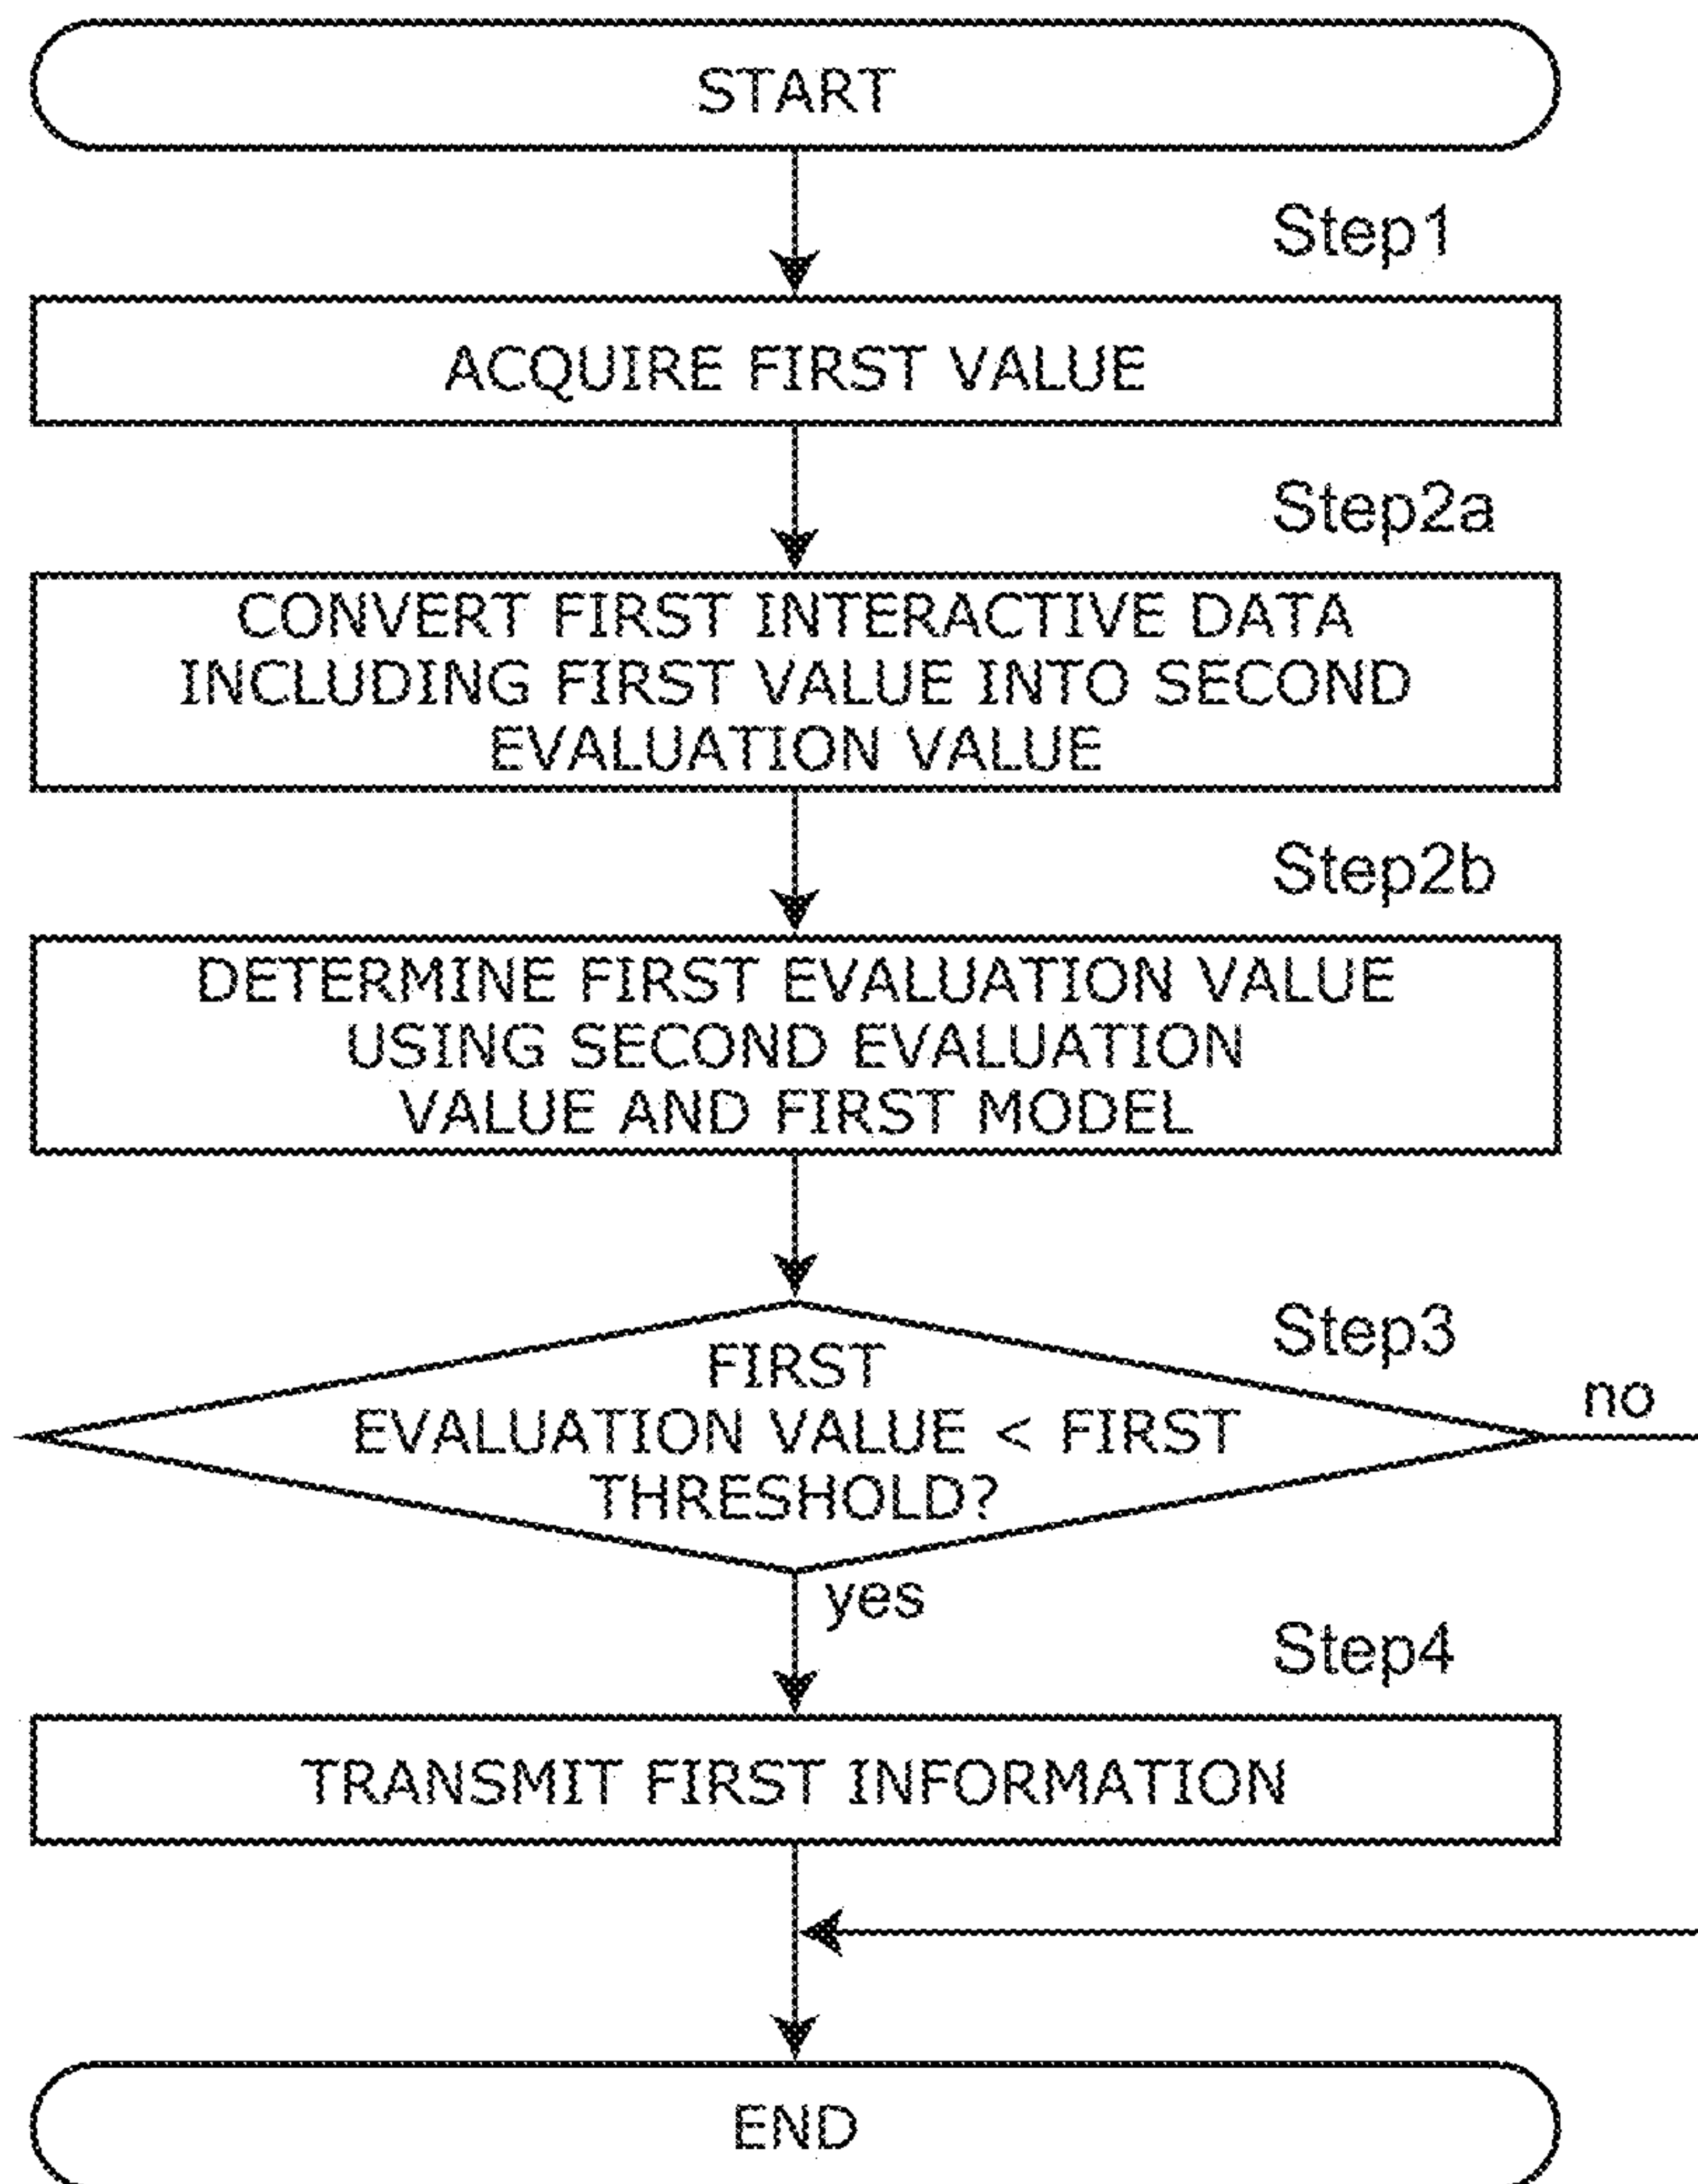 START
Step1
ACQUIRE FIRST VALUE
Step2a
CONVERT FIRST INTERACTIVE DATA
INCLUDING FIRST VALUE INTO SECOND
EVALUATION VALUE
Step2b
DETERMINE FIRST EVALUATION VALUE
USING SECOND EVALUATION
VALUE AND FIRST MODEL
Step3
FIRST
EVALUATION VALUE < FIRST
THRESHOLD?
no
yes
Step4
TRANSMIT FIRST INFORMATION
END